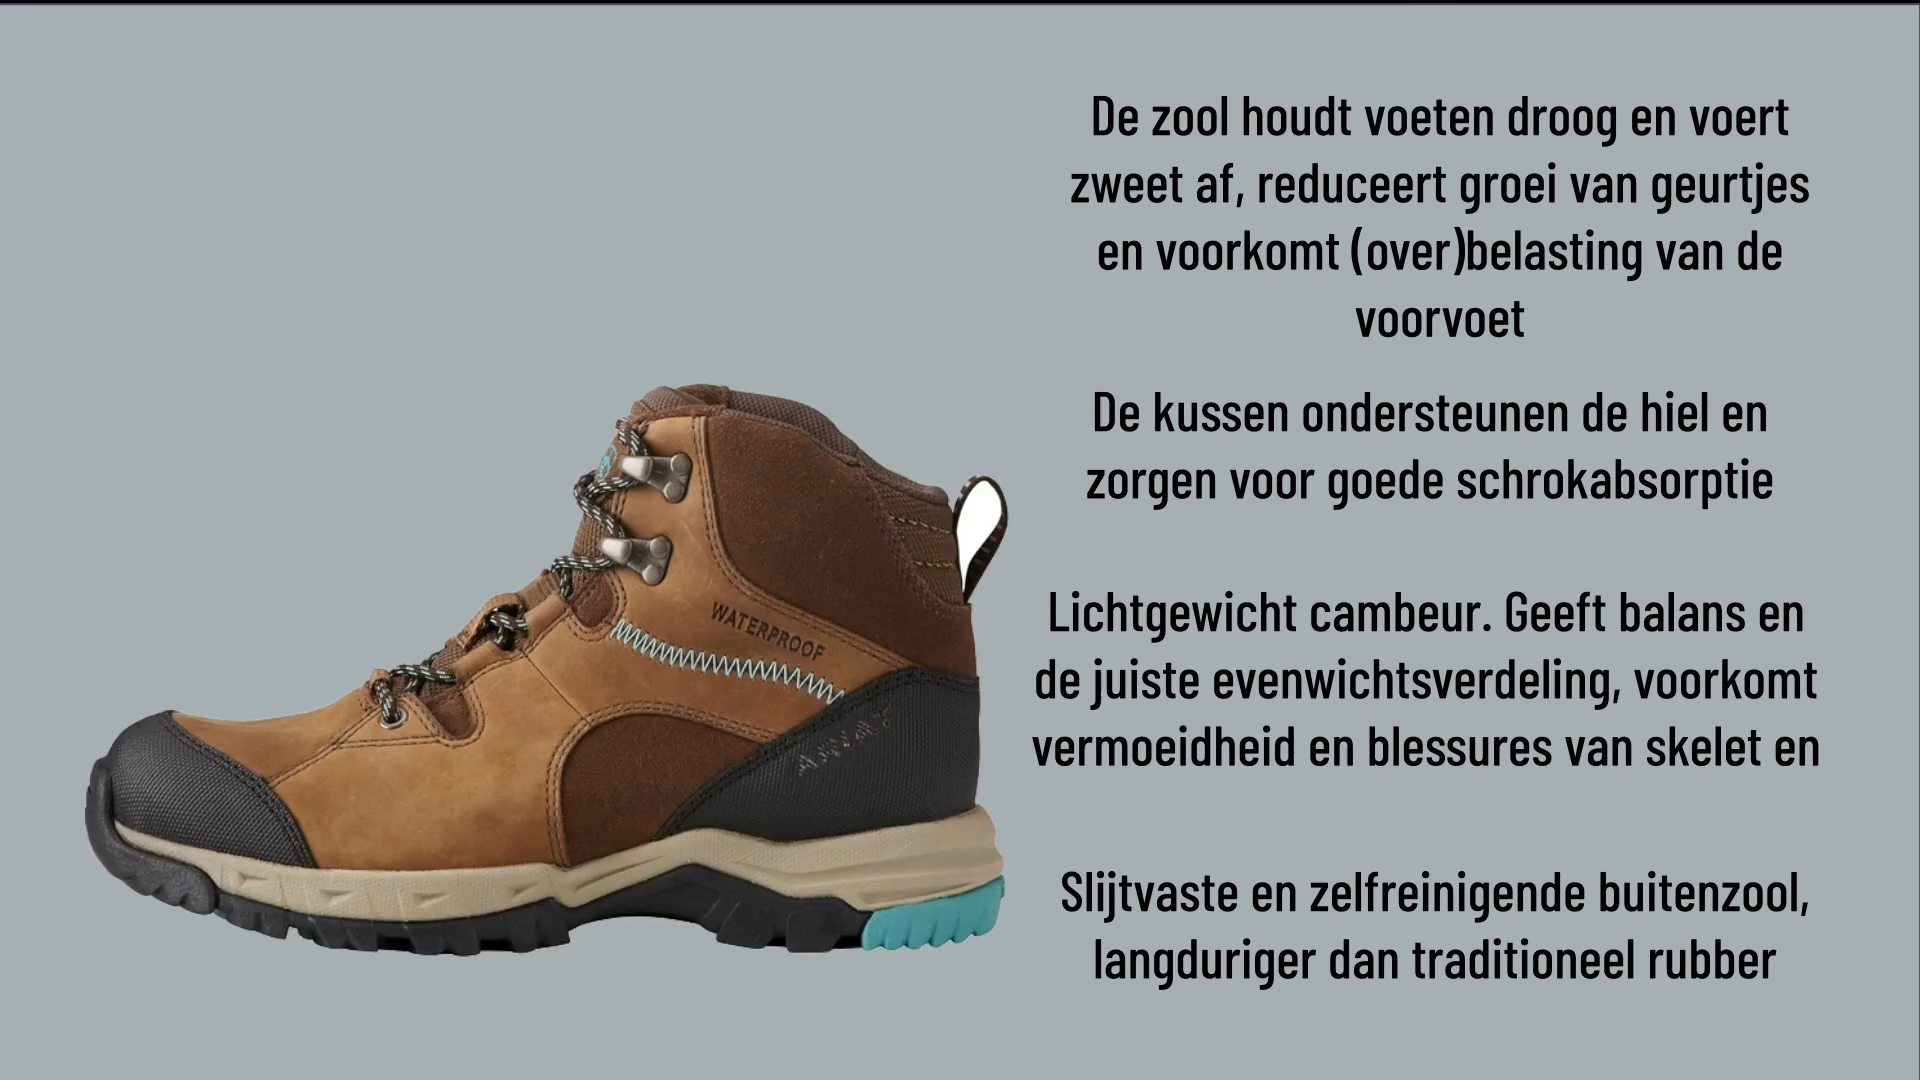 De zool houdt voeten droog en voert
zweet af, reduceert groei van geurtjes
en voorkomt (over)belasting van de
voorvoet
De kussen ondersteunen de hiel en
zorgen voor goede schrokabsorptie
Lichtgewicht cambeur. Geeft balans en
de juiste evenwichtsverdeling, voorkomt
vermoeidheid en blessures van skelet en
Slijtvaste en zelfreinigende buitenzool,
langduriger dan traditioneel rubber
WATERPROOF